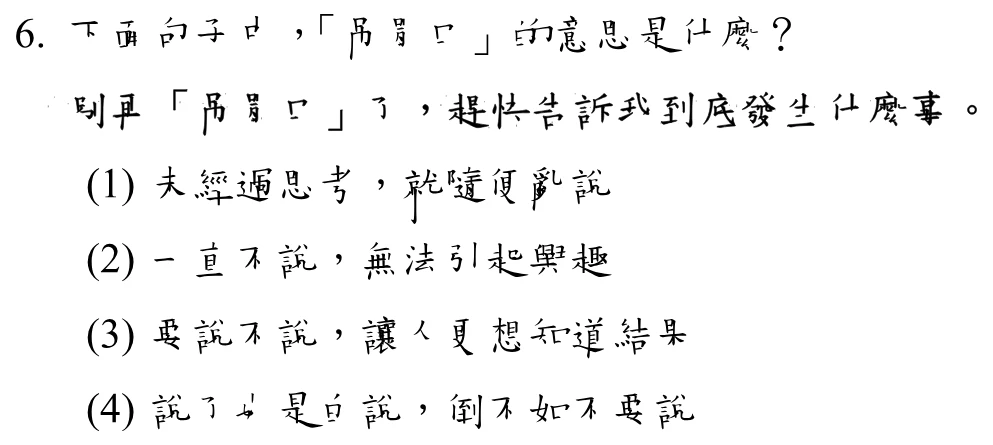 6. 下面句子中,「吊胃口」的意思是什麼?
別再「吊胃口」了,趕快告訴我到底發生什麼事。
(1) 未經過思考,就隨便亂說
(2) 一直不說,無法引起興趣
(3) 要說不說,讓人更想知道結果
(4) 說了也是白說,倒不如不要說